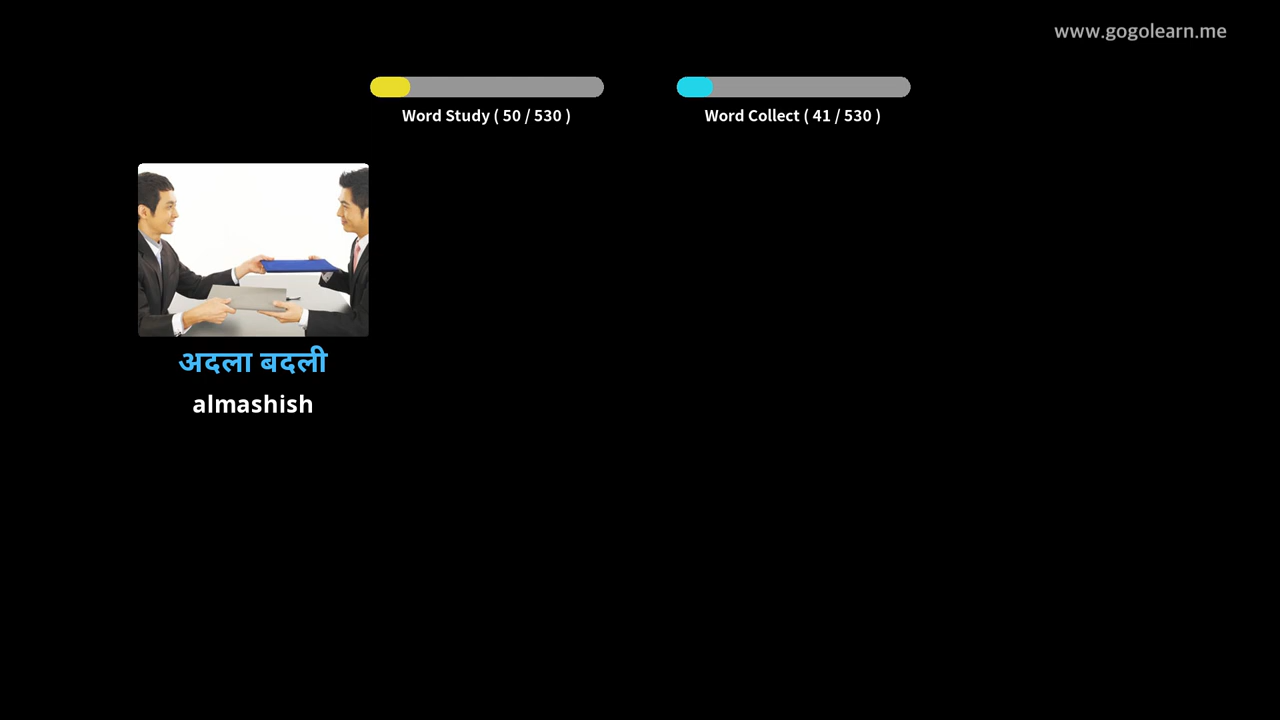 www.gogolearn.me
Word Study ( 50 / 530 )
Word Collect ( 41 / 530 )
अदला बदली
almashish